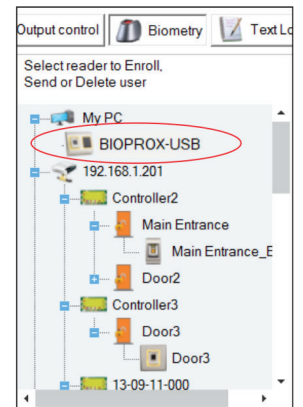 Output control Biometry Text Lo
Select reader to Enroll,
Send or Delete user
My PC
BIOPROX-USB
192.168.1.201
Controller2
Main Entrance
Main Entrance_E
Door2
Controller3
Door3
Door3
13-09-11-000